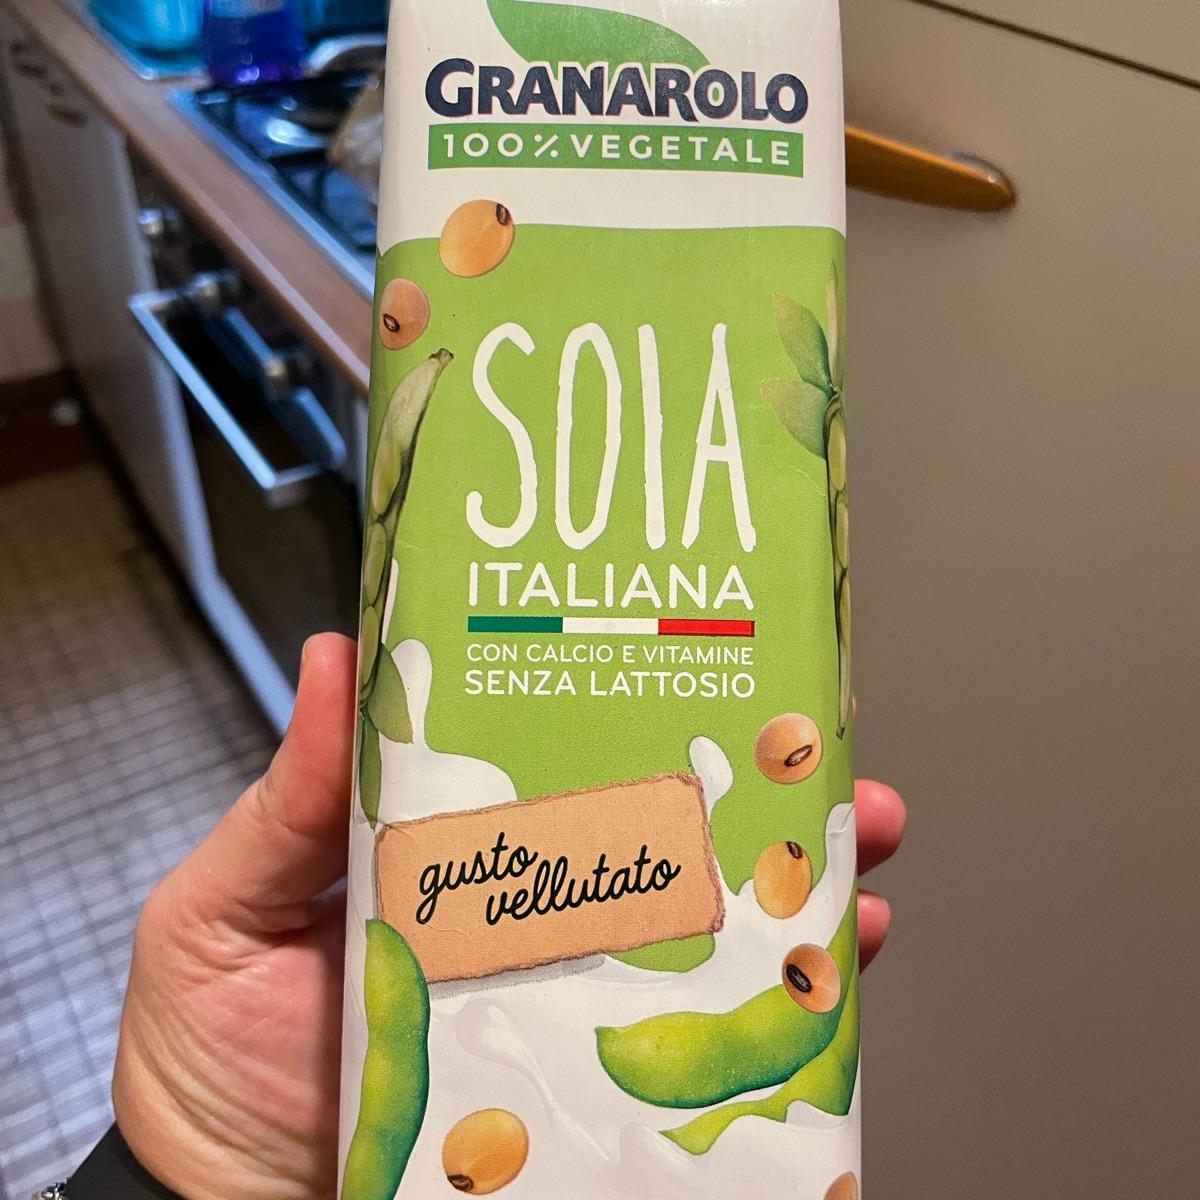 GRANAROLO
100% VEGETALE
SOIA
ITALIANA
CON CALCIO E VITAMINE
SENZA LATTOSIO
gusto
vellutato